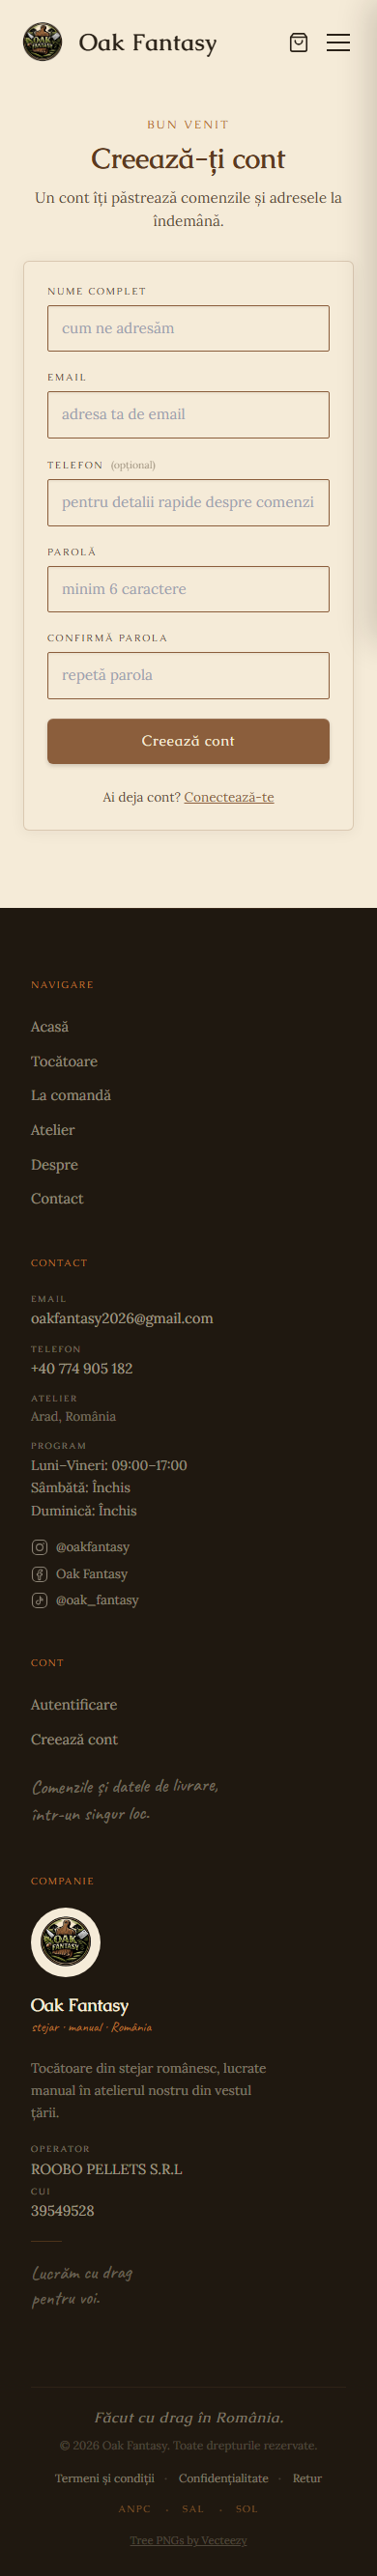 OAK
FANTASY
Oak Fantasy
BUN VENIT
Creează-ți cont
Un cont îți păstrează comenzile și adresele la
îndemână.
NUME COMPLET
cum ne adresăm
EMAIL
adresa ta de email
TELEFON (opțional)
pentru detalii rapide despre comenzi
PAROLĂ
minim 6 caractere
CONFIRMĂ PAROLA
repetă parola
Creează cont
Ai deja cont? Conectează-te
NAVIGARE
Acasă
Tocătoare
La comandă
Atelier
Despre
Contact
CONTACT
EMAIL
oakfantasy2026@gmail.com
TELEFON
+40 774 905 182
ATELIER
Arad, România
PROGRAM
Luni–Vineri: 09:00–17:00
Sâmbătă: Închis
Duminică: Închis
@oakfantasy
Oak Fantasy
@oak_fantasy
CONT
Autentificare
Creează cont
Comenzile și datele de livrare,
într-un singur loc.
COMPANIE
OAK
FANTASY
Oak Fantasy
stejar · manual · România
Tocătoare din stejar românesc, lucrate
manual în atelierul nostru din vestul
țării.
OPERATOR
ROOBO PELLETS S.R.L
CUI
39549528
Lucrăm cu drag
pentru voi.
Făcut cu drag în România.
© 2026 Oak Fantasy. Toate drepturile rezervate.
Termeni și condiții · Confidențialitate · Retur
ANPC · SAL · SOL
Tree PNGs by Vecteezy